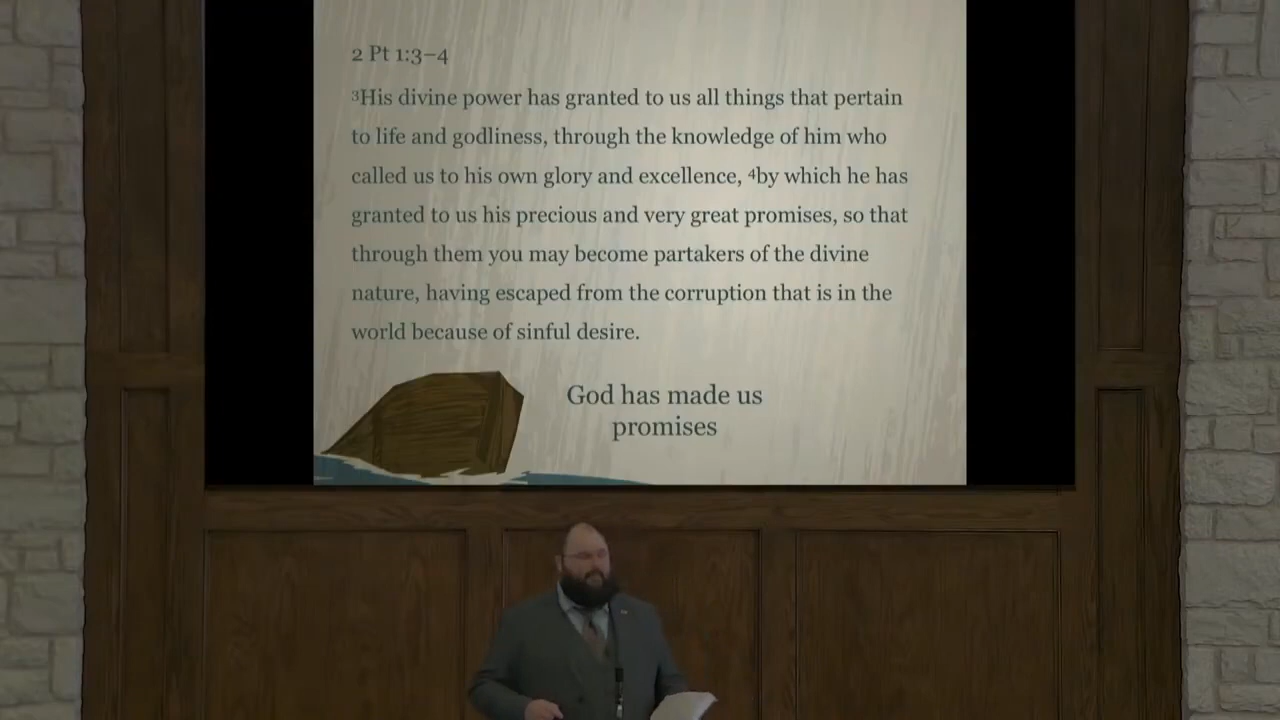 2 Pt 1:3–4
³His divine power has granted to us all things that pertain
to life and godliness, through the knowledge of him who
called us to his own glory and excellence, ⁴by which he has
granted to us his precious and very great promises, so that
through them you may become partakers of the divine
nature, having escaped from the corruption that is in the
world because of sinful desire.
God has made us
promises